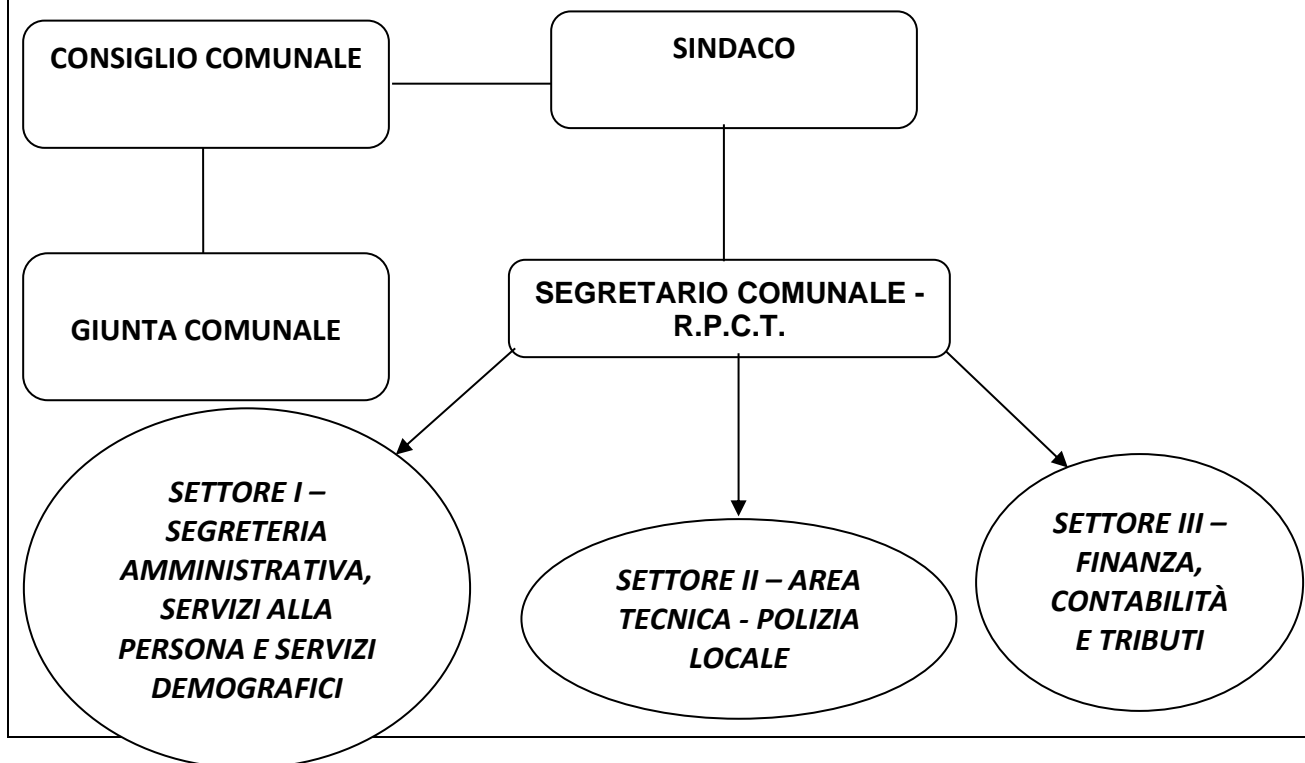 CONSIGLIO COMUNALE
SINDACO
GIUNTA COMUNALE
SEGRETARIO COMUNALE -
R.P.C.T.
SETTORE I –
SEGRETERIA
AMMINISTRATIVA,
SERVIZI ALLA
PERSONA E SERVIZI
DEMOGRAFICI
SETTORE II – AREA
TECNICA - POLIZIA
LOCALE
SETTORE III –
FINANZA,
CONTABILITÀ
E TRIBUTI